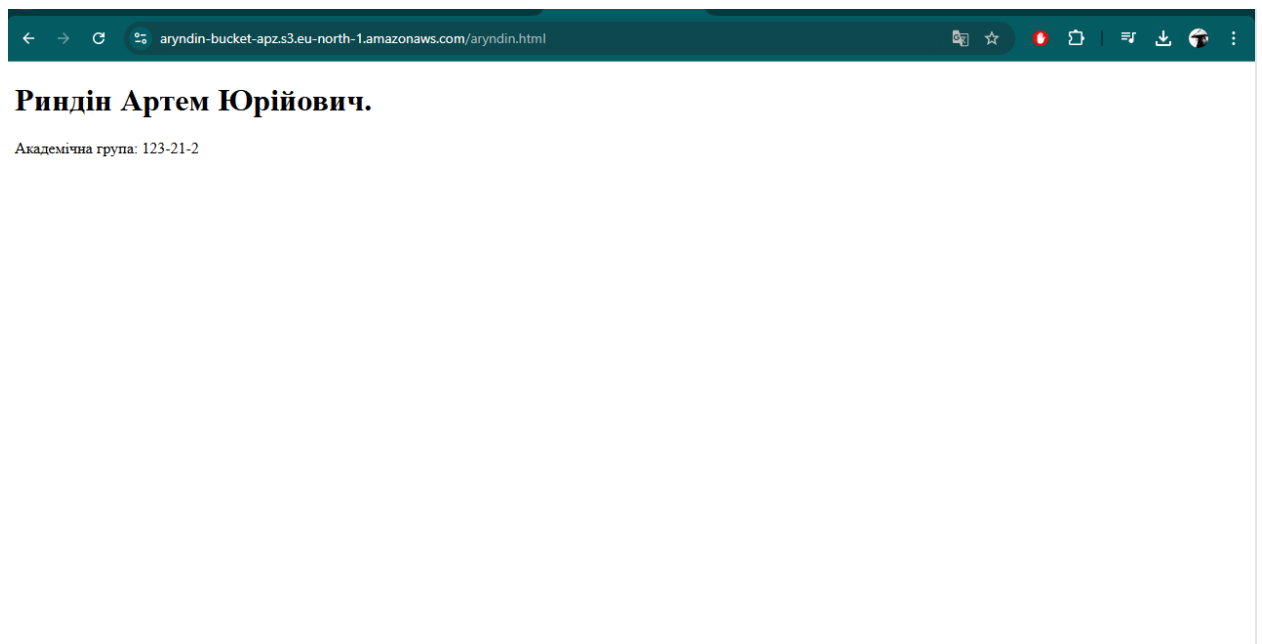 aryndin-bucket-apz.s3.eu-north-1.amazonaws.com/aryndin.html
Риндін Артем Юрійович.
Академічна група: 123-21-2